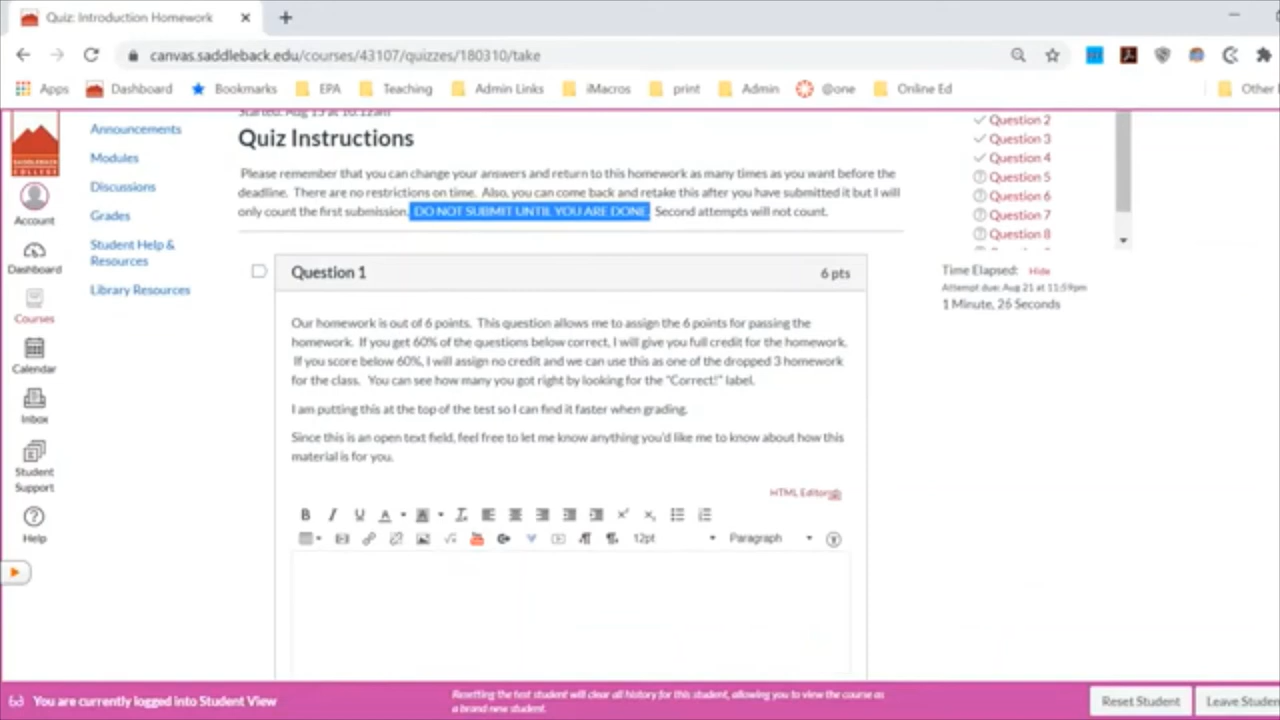 Quiz: Introduction Homework
canvas.saddleback.edu/courses/43107/quizzes/180310/take
Apps Dashboard Bookmarks EPA Teaching Admin Links iMacros print Admin @one Online Ed Other
Announcements
Modules
Discussions
Grades
Student Help &
Resources
Library Resources
SADDLEBACK
COLLEGE
Account
Dashboard
Courses
Calendar
Inbox
Student
Support
Help
Started: Aug 15 at 10:12am
Quiz Instructions
Please remember that you can change your answers and return to this homework as many times as you want before the
deadline. There are no restrictions on time. Also, you can come back and retake this after you have submitted it but I will
only count the first submission. DO NOT SUBMIT UNTIL YOU ARE DONE. Second attempts will not count.
Question 1 6 pts
Our homework is out of 6 points. This question allows me to assign the 6 points for passing the
homework. If you get 60% of the questions below correct, I will give you full credit for the homework.
If you score below 60%, I will assign no credit and we can use this as one of the dropped 3 homework
for the class. You can see how many you got right by looking for the "Correct!" label.
I am putting this at the top of the test so I can find it faster when grading.
Since this is an open text field, feel free to let me know anything you'd like me to know about how this
material is for you.
HTML Editor
12pt Paragraph
Question 2
Question 3
Question 4
Question 5
Question 6
Question 7
Question 8
Time Elapsed: Hide
Attempt due: Aug 21 at 11:59pm
1 Minute, 26 Seconds
You are currently logged into Student View
Resetting the test student will clear all history for this student, allowing you to view the course as
a brand new student.
Reset Student
Leave Studen